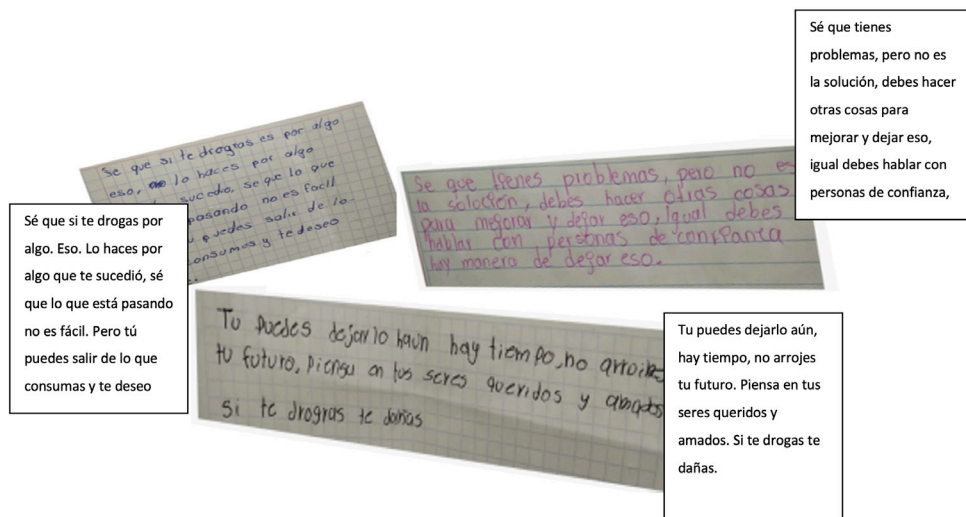 Sé que tienes
problemas, pero no es
la solución, debes hacer
otras cosas para
mejorar y dejar eso,
igual debes hablar con
personas de confianza,
Se que si te drogras es por algo
eso, lo haces por algo
sucedio, se que lo que
pasando no es facil
puedes salir de lo
consumas y te deseo
Se que tienes problemas, pero no es
la soloción, debes hacer otras cosas
para mejorar y dejar eso, igual debes
hablar con personas de confianca
hay manera de dejar eso.
Sé que si te drogas por
algo. Eso. Lo haces por
algo que te sucedió, sé
que lo que está pasando
no es fácil. Pero tú
puedes salir de lo que
consumas y te deseo
Tu puedes dejarlo haun hay tiempo, no
tu futuro, piensa en tus seres queridos y amados
Si te drogras te dañas
Tu puedes dejarlo aún,
hay tiempo, no arrojes
tu futuro. Piensa en tus
seres queridos y
amados. Si te drogas te
dañas.